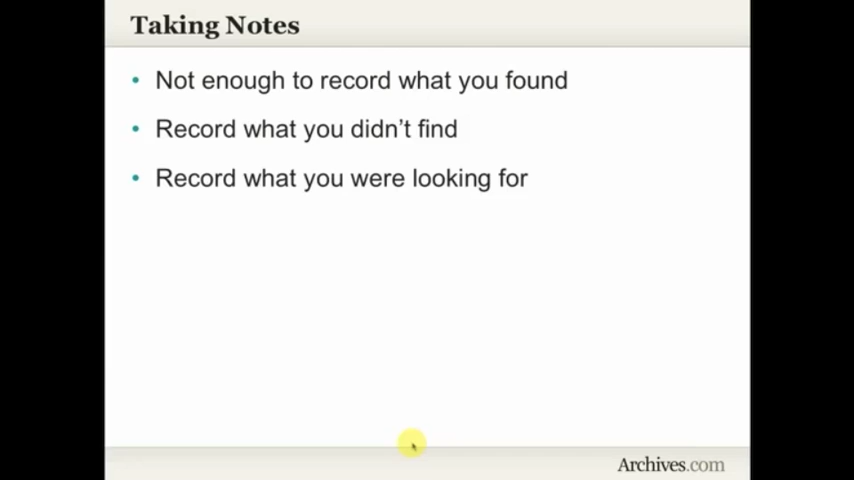 Taking Notes
• Not enough to record what you found
• Record what you didn't find
• Record what you were looking for
Archives.com